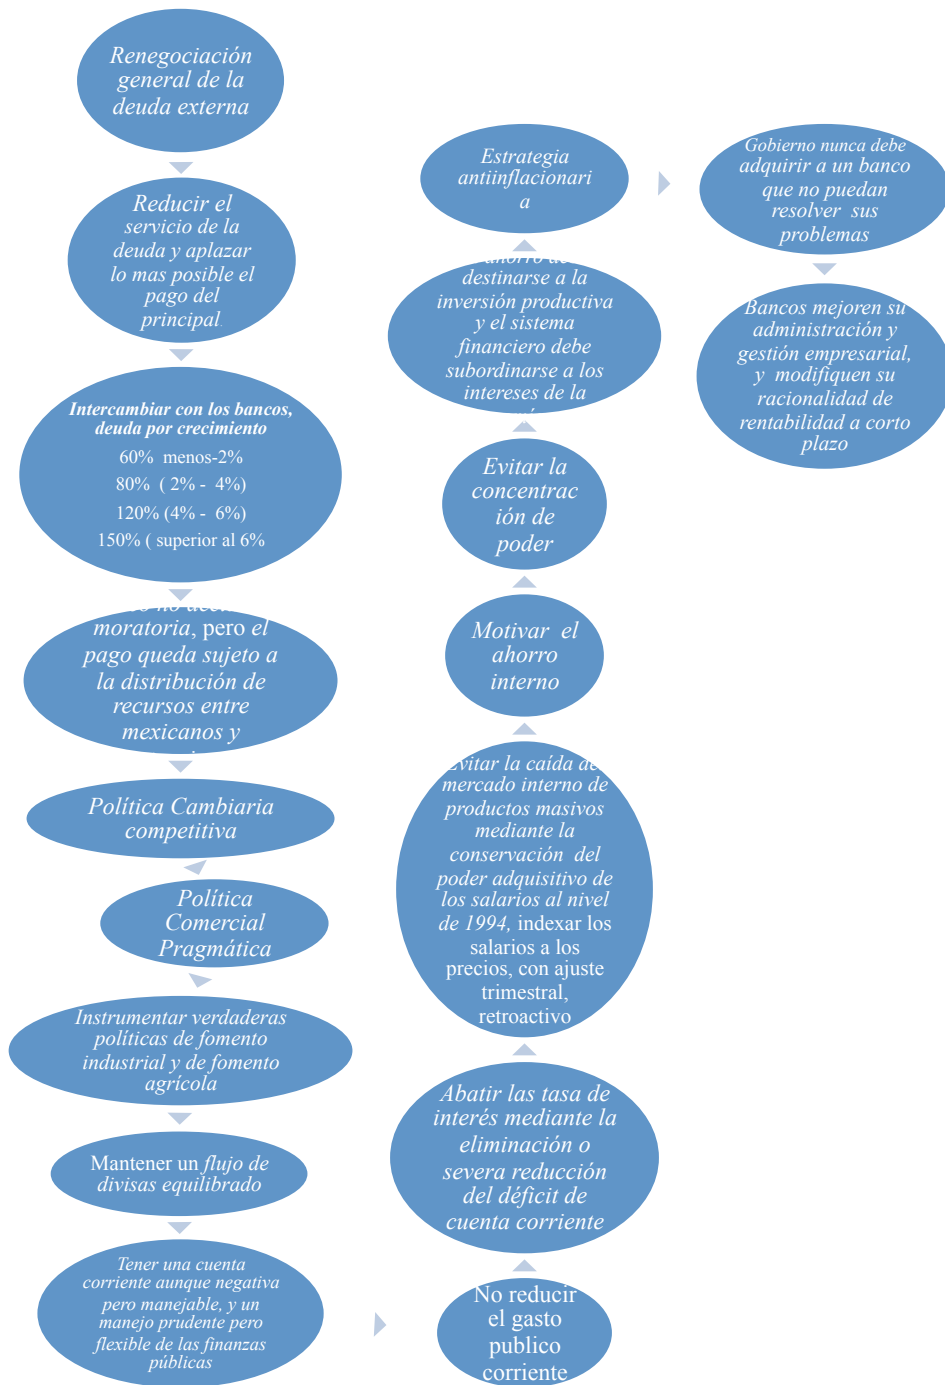 Renegociación
general de la
deuda externa
Reducir el
servicio de la
deuda y aplazar
lo mas posible el
pago del
principal.
Intercambiar con los bancos,
deuda por crecimiento
60% menos-2%
80% ( 2% - 4%)
120% (4% - 6%)
150% ( superior al 6%
moratoria, pero el
pago queda sujeto a
la distribución de
recursos entre
mexicanos y
Política Cambiaria
competitiva
Política
Comercial
Pragmática
Instrumentar verdaderas
políticas de fomento
industrial y de fomento
agrícola
Mantener un flujo de
divisas equilibrado
Tener una cuenta
corriente aunque negativa
pero manejable, y un
manejo prudente pero
flexible de las finanzas
públicas
No reducir
el gasto
publico
corriente
Abatir las tasa de
interés mediante la
eliminación o
severa reducción
del déficit de
cuenta corriente
Evitar la caída de
mercado interno de
productos masivos
mediante la
conservación del
poder adquisitivo de
los salarios al nivel
de 1994, indexar los
salarios a los
precios, con ajuste
trimestral,
retroactivo
Motivar el
ahorro
interno
Evitar la
concentrac
ión de
poder
destinarse a la
inversión productiva
y el sistema
financiero debe
subordinarse a los
intereses de la
Estrategia
antiinflacionari
a
Gobierno nunca debe
adquirir a un banco
que no puedan
resolver sus
problemas
Bancos mejoren su
administración y
gestión empresarial,
y modifiquen su
racionalidad de
rentabilidad a corto
plazo